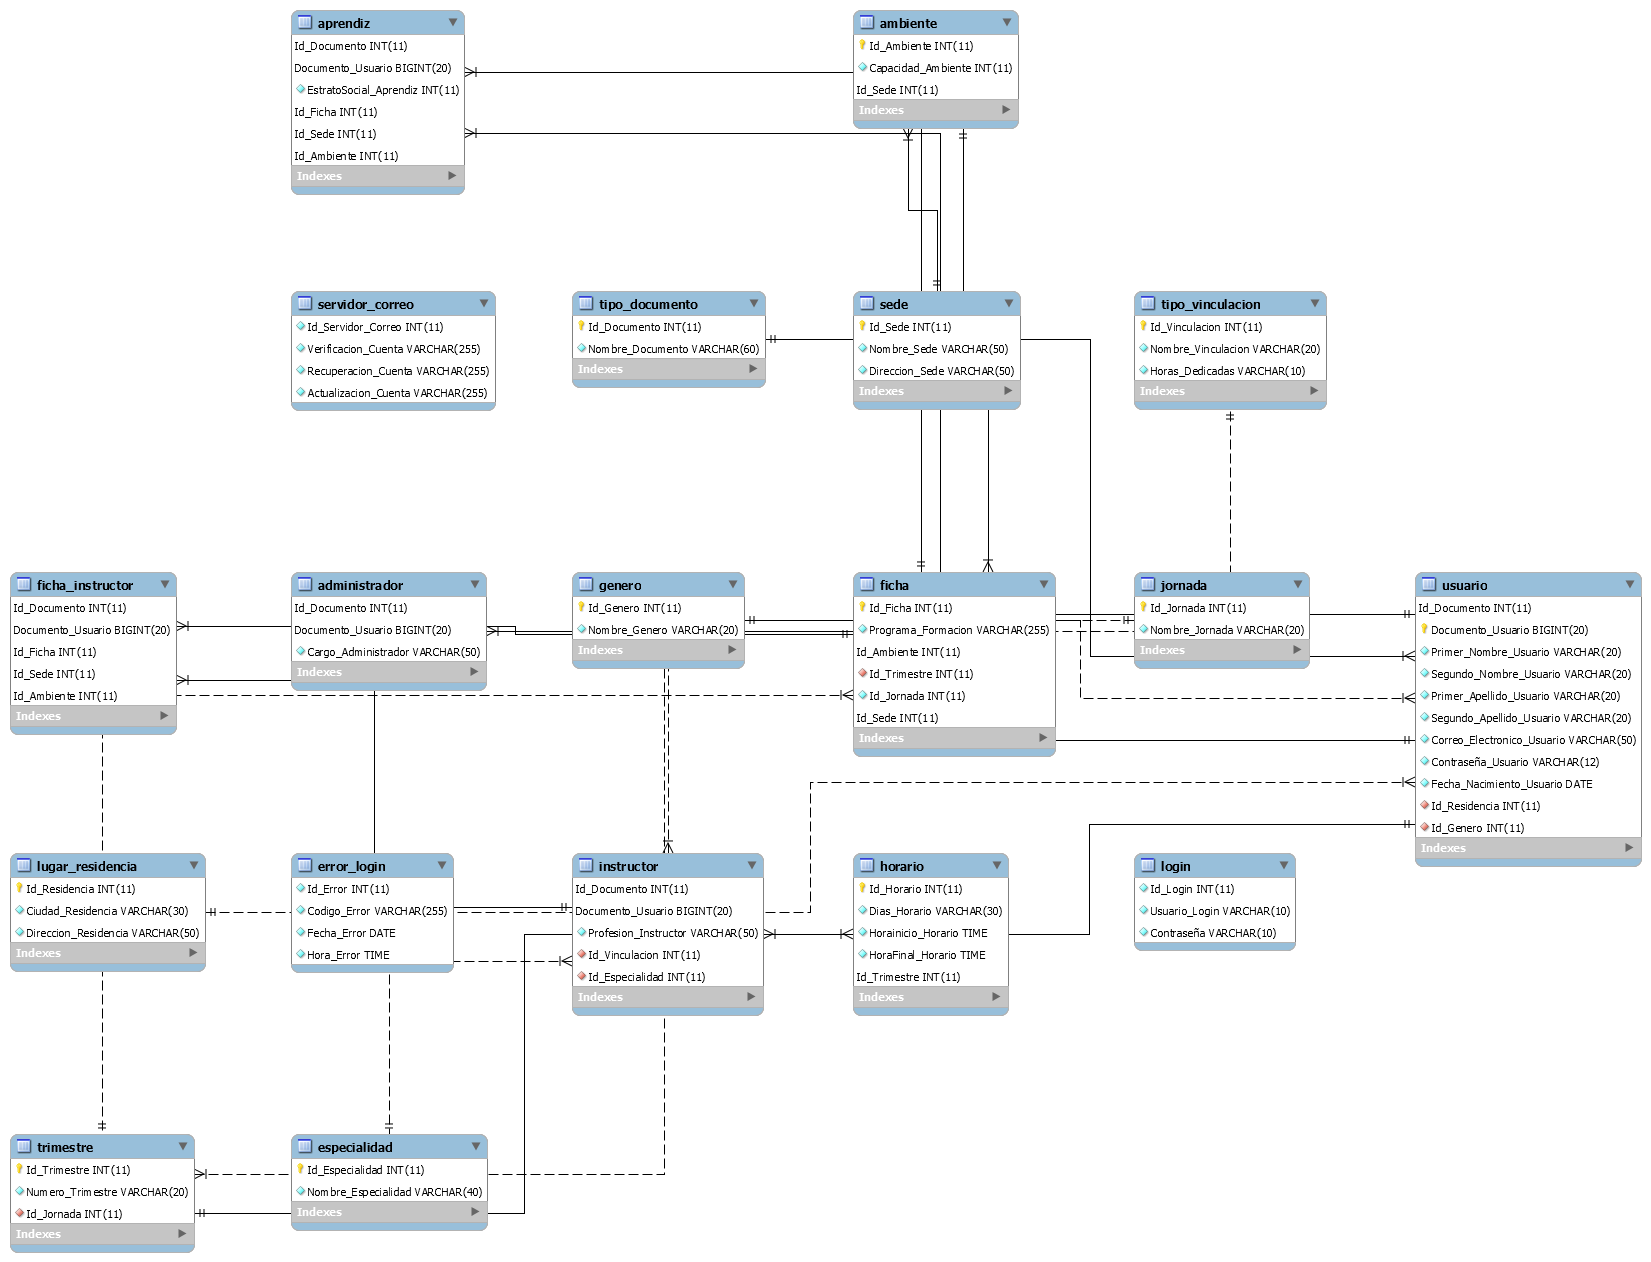 aprendiz
Id_Documento INT(11)
Documento_Usuario BIGINT(20)
EstratoSocial_Aprendiz INT(11)
Id_Ficha INT(11)
Id_Sede INT(11)
Id_Ambiente INT(11)
Indexes
ambiente
Id_Ambiente INT(11)
Capacidad_Ambiente INT(11)
Id_Sede INT(11)
Indexes
servidor_correo
Id_Servidor_Correo INT(11)
Verificacion_Cuenta VARCHAR(255)
Recuperacion_Cuenta VARCHAR(255)
Actualizacion_Cuenta VARCHAR(255)
tipo_documento
Id_Documento INT(11)
Nombre_Documento VARCHAR(60)
Indexes
sede
Id_Sede INT(11)
Nombre_Sede VARCHAR(50)
Direccion_Sede VARCHAR(50)
Indexes
tipo_vinculacion
Id_Vinculacion INT(11)
Nombre_Vinculacion VARCHAR(20)
Horas_Dedicadas VARCHAR(10)
Indexes
ficha_instructor
Id_Documento INT(11)
Documento_Usuario BIGINT(20)
Id_Ficha INT(11)
Id_Sede INT(11)
Id_Ambiente INT(11)
Indexes
administrador
Id_Documento INT(11)
Documento_Usuario BIGINT(20)
Cargo_Administrador VARCHAR(50)
Indexes
genero
Id_Genero INT(11)
Nombre_Genero VARCHAR(20)
Indexes
ficha
Id_Ficha INT(11)
Programa_Formacion VARCHAR(255)
Id_Ambiente INT(11)
Id_Trimestre INT(11)
Id_Jornada INT(11)
Id_Sede INT(11)
Indexes
jornada
Id_Jornada INT(11)
Nombre_Jornada VARCHAR(20)
Indexes
usuario
Id_Documento INT(11)
Documento_Usuario BIGINT(20)
Primer_Nombre_Usuario VARCHAR(20)
Segundo_Nombre_Usuario VARCHAR(20)
Primer_Apellido_Usuario VARCHAR(20)
Segundo_Apellido_Usuario VARCHAR(20)
Correo_Electronico_Usuario VARCHAR(50)
Contraseña_Usuario VARCHAR(12)
Fecha_Nacimiento_Usuario DATE
Id_Residencia INT(11)
Id_Genero INT(11)
Indexes
lugar_residencia
Id_Residencia INT(11)
Ciudad_Residencia VARCHAR(30)
Direccion_Residencia VARCHAR(50)
Indexes
error_login
Id_Error INT(11)
Codigo_Error VARCHAR(255)
Fecha_Error DATE
Hora_Error TIME
instructor
Id_Documento INT(11)
Documento_Usuario BIGINT(20)
Profesion_Instructor VARCHAR(50)
Id_Vinculacion INT(11)
Id_Especialidad INT(11)
Indexes
horario
Id_Horario INT(11)
Dias_Horario VARCHAR(30)
Horainicio_Horario TIME
HoraFinal_Horario TIME
Id_Trimestre INT(11)
Indexes
login
Id_Login INT(11)
Usuario_Login VARCHAR(10)
Contraseña VARCHAR(10)
trimestre
Id_Trimestre INT(11)
Numero_Trimestre VARCHAR(20)
Id_Jornada INT(11)
Indexes
especialidad
Id_Especialidad INT(11)
Nombre_Especialidad VARCHAR(40)
Indexes